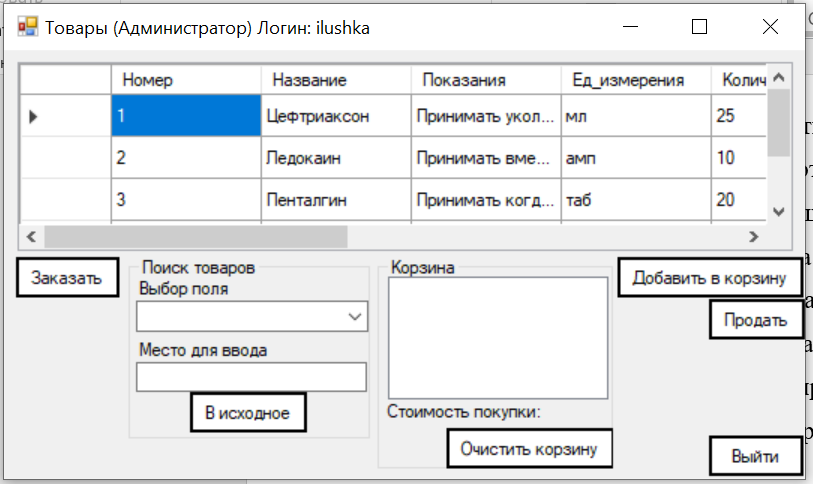 Товары (Администратор) Логин: ilushka
Номер Название Показания Ед_измерения Колич
1 Цефтриаксон Принимать укол... мл 25
2 Ледокаин Принимать вме... амп 10
3 Пенталгин Принимать когд... таб 20
Заказать
Поиск товаров
Выбор поля
Место для ввода
В исходное
Корзина
Стоимость покупки:
Очистить корзину
Добавить в корзину
Продать
Выйти